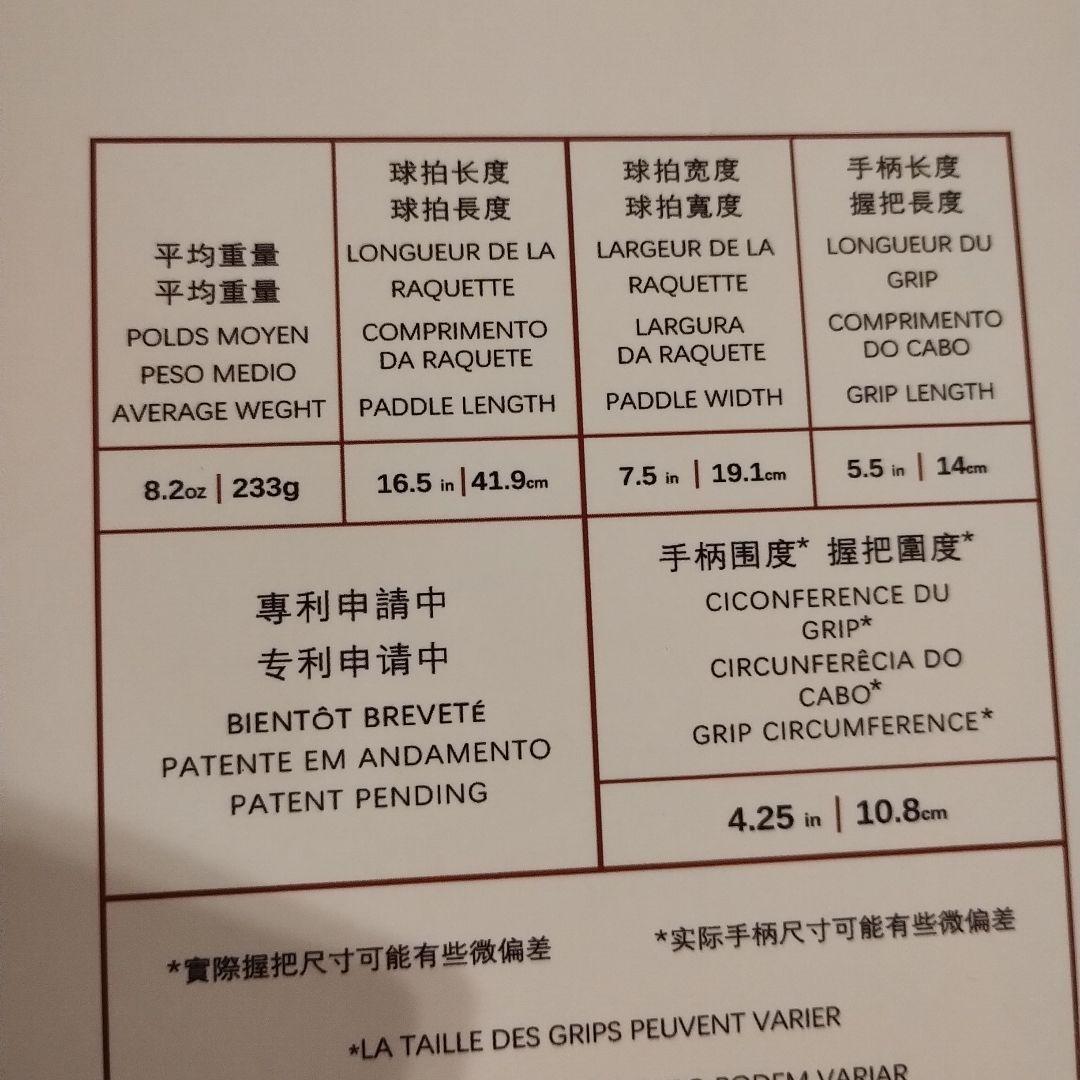 平均重量
平均重量
POLDS MOYEN
PESO MEDIO
AVERAGE WEGHT
球拍长度
球拍長度
LONGUEUR DE LA
RAQUETTE
COMPRIMENTO
DA RAQUETE
PADDLE LENGTH
球拍宽度
球拍寬度
LARGEUR DE LA
RAQUETTE
LARGURA
DA RAQUETE
PADDLE WIDTH
手柄长度
握把長度
LONGUEUR DU
GRIP
COMPRIMENTO
DO CABO
GRIP LENGTH
8.2oz | 233g
16.5 in | 41.9cm
7.5 in | 19.1cm
5.5 in | 14cm
專利申請中
专利申请中
BIENTÔT BREVETÉ
PATENTE EM ANDAMENTO
PATENT PENDING
手柄围度* 握把圍度*
CICONFERENCE DU
GRIP*
CIRCUNFERÊCIA DO
CABO*
GRIP CIRCUMFERENCE*
4.25 in | 10.8cm
*實際握把尺寸可能有些微偏差
*实际手柄尺寸可能有些微偏差
*LA TAILLE DES GRIPS PEUVENT VARIER
PODEM VARIAR